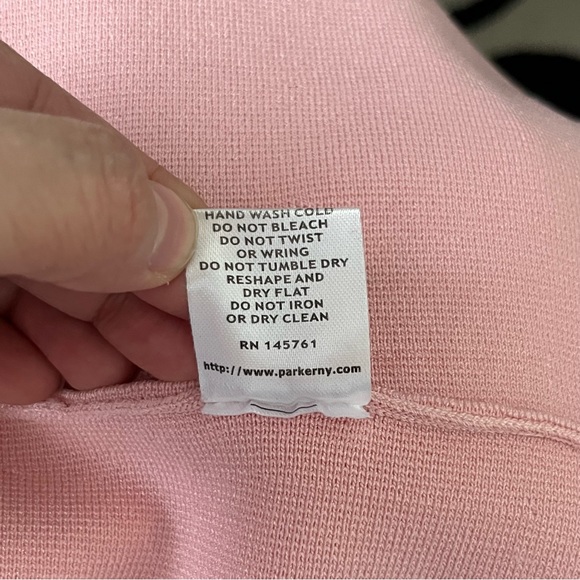 HAND WASH COLD
DO NOT BLEACH
DO NOT TWIST
OR WRING
DO NOT TUMBLE DRY
RESHAPE AND
DRY FLAT
DO NOT IRON
OR DRY CLEAN
RN 145761
http://www.parkerny.com